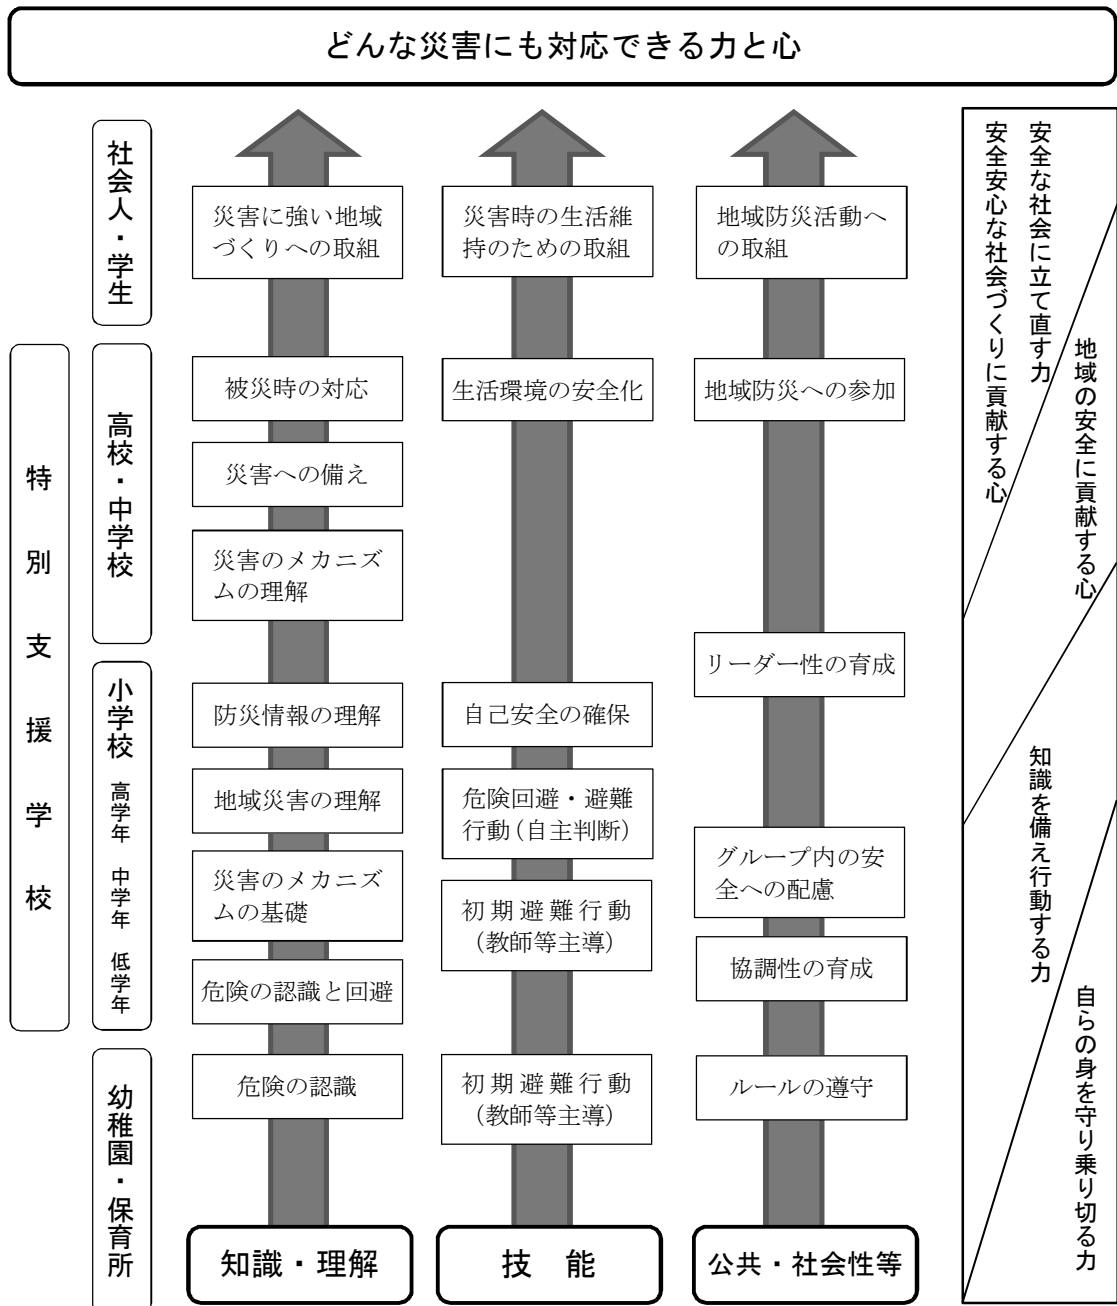 どんな災害にも対応できる力と心
社会人・学生
災害に強い地域
づくりへの取組
災害時の生活維
持のための取組
地域防災活動へ
の取組
特別支援学校
高校・中学校
被災時の対応
生活環境の安全化
地域防災への参加
災害への備え
災害のメカニズ
ムの理解
リーダー性の育成
小学校
高学年
中学年
低学年
防災情報の理解
自己安全の確保
地域災害の理解
危険回避・避難
行動(自主判断)
災害のメカニズ
ムの基礎
グループ内の安
全への配慮
初期避難行動
(教師等主導)
協調性の育成
危険の認識と回避
幼稚園・保育所
危険の認識
初期避難行動
(教師等主導)
ルールの遵守
知識・理解
技 能
公共・社会性等
安全な社会に立て直す力
安全安心な社会づくりに貢献する心
地域の安全に貢献する心
知識を備え行動する力
自らの身を守り乗り切る力